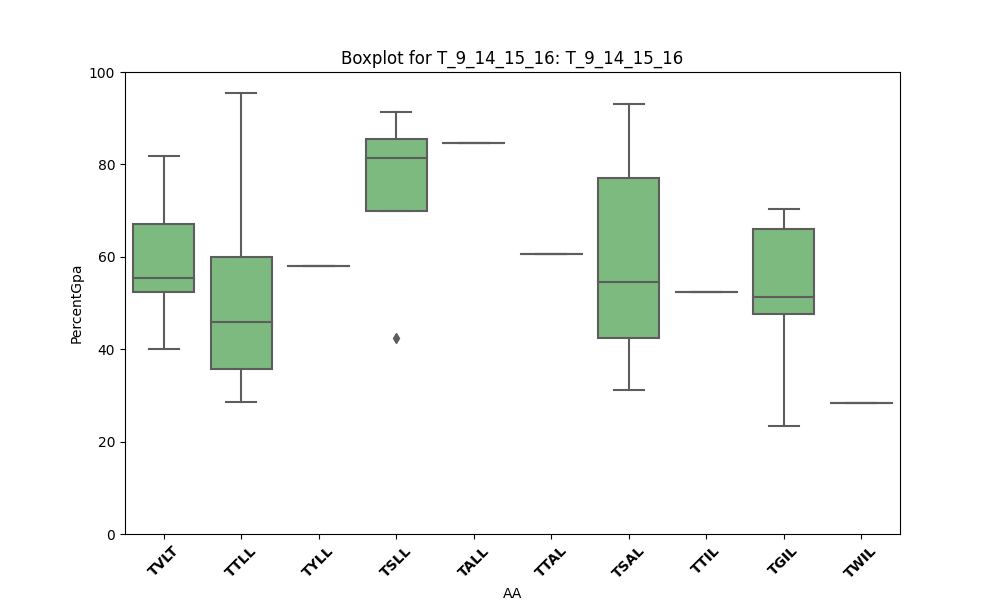 Boxplot for T_9_14_15_16: T_9_14_15_16
100
80
60
40
20
0
PercentGpa
TVLT
TTLL
TYLL
TSLL
TALL
TTAL
TSAL
TTIL
TGIL
TWIL
AA